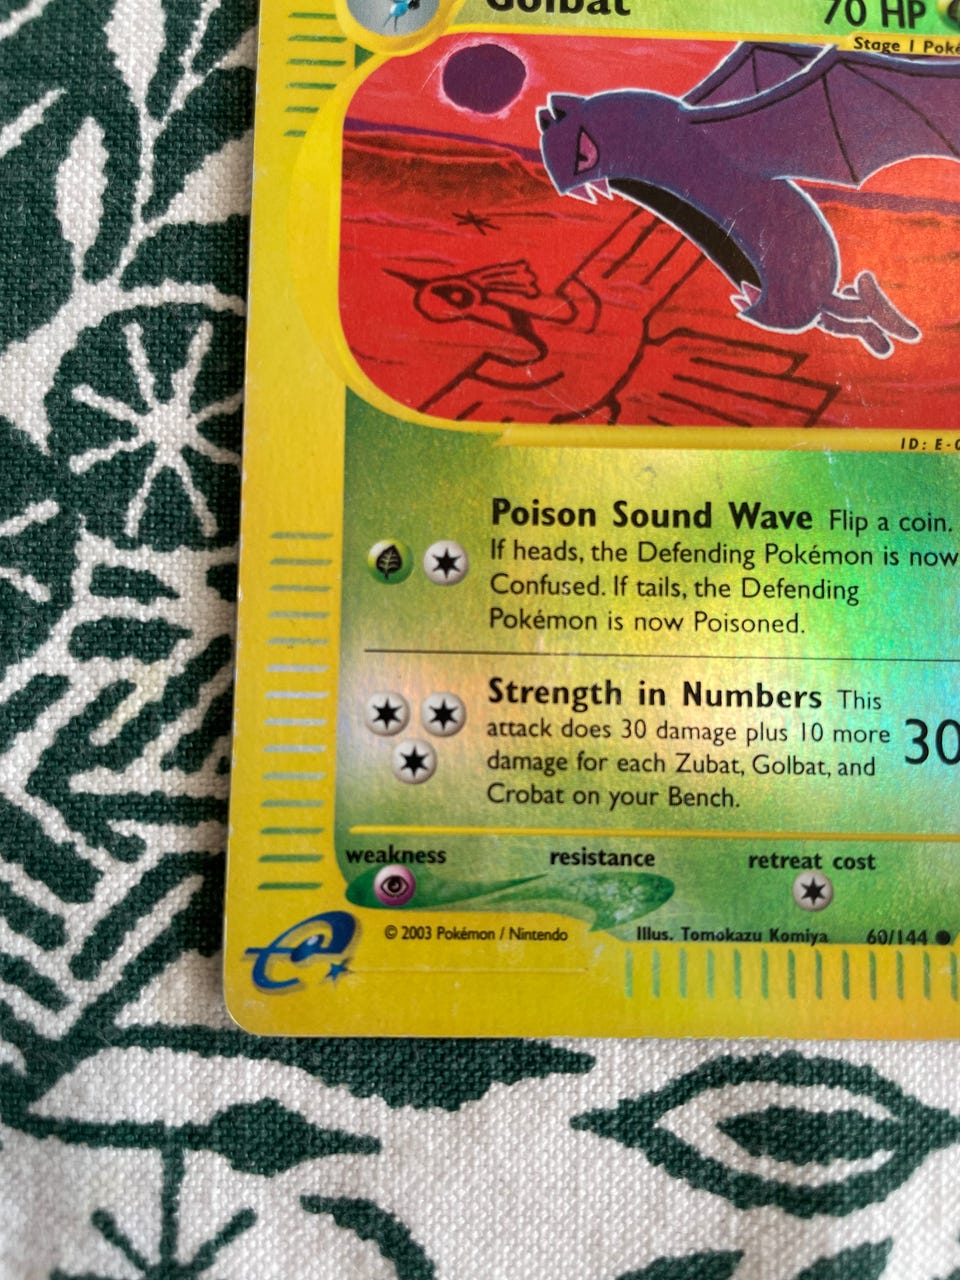 Golbat 70 HP
Stage 1 Poké
ID: E-
Poison Sound Wave Flip a coin.
If heads, the Defending Pokémon is now
Confused. If tails, the Defending
Pokémon is now Poisoned.
Strength in Numbers This
attack does 30 damage plus 10 more
damage for each Zubat, Golbat, and
Crobat on your Bench.
30
weakness resistance retreat cost
© 2003 Pokémon / Nintendo
Illus. Tomokazu Komiya 60/144
e